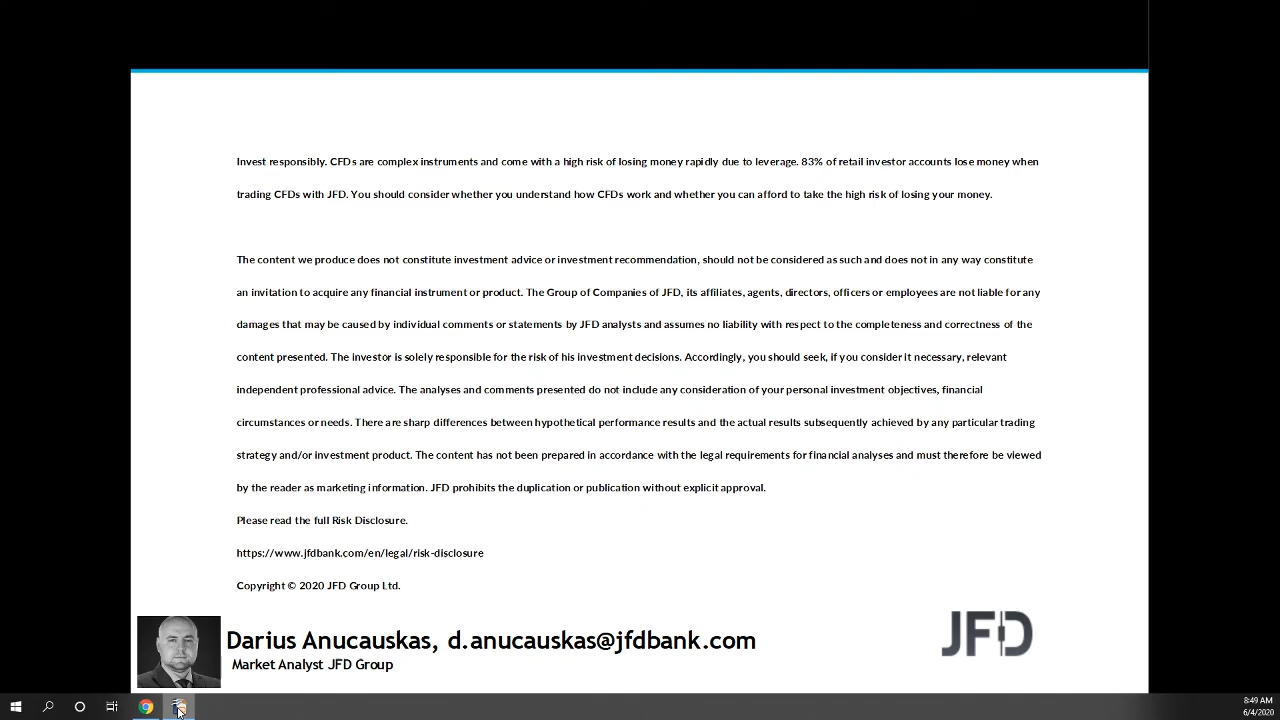 Invest responsibly. CFDs are complex instruments and come with a high risk of losing money rapidly due to leverage. 83% of retail investor accounts lose money when
trading CFDs with JFD. You should consider whether you understand how CFDs work and whether you can afford to take the high risk of losing your money.
The content we produce does not constitute investment advice or investment recommendation, should not be considered as such and does not in any way constitute
an invitation to acquire any financial instrument or product. The Group of Companies of JFD, its affiliates, agents, directors, officers or employees are not liable for any
damages that may be caused by individual comments or statements by JFD analysts and assumes no liability with respect to the completeness and correctness of the
content presented. The investor is solely responsible for the risk of his investment decisions. Accordingly, you should seek, if you consider it necessary, relevant
independent professional advice. The analyses and comments presented do not include any consideration of your personal investment objectives, financial
circumstances or needs. There are sharp differences between hypothetical performance results and the actual results subsequently achieved by any particular trading
strategy and/or investment product. The content has not been prepared in accordance with the legal requirements for financial analyses and must therefore be viewed
by the reader as marketing information. JFD prohibits the duplication or publication without explicit approval.
Please read the full Risk Disclosure.
https://www.jfdbank.com/en/legal/risk-disclosure
Copyright © 2020 JFD Group Ltd.
Darius Anucauskas, d.anucauskas@jfdbank.com
Market Analyst JFD Group
JFD
8:49 AM
6/4/2020